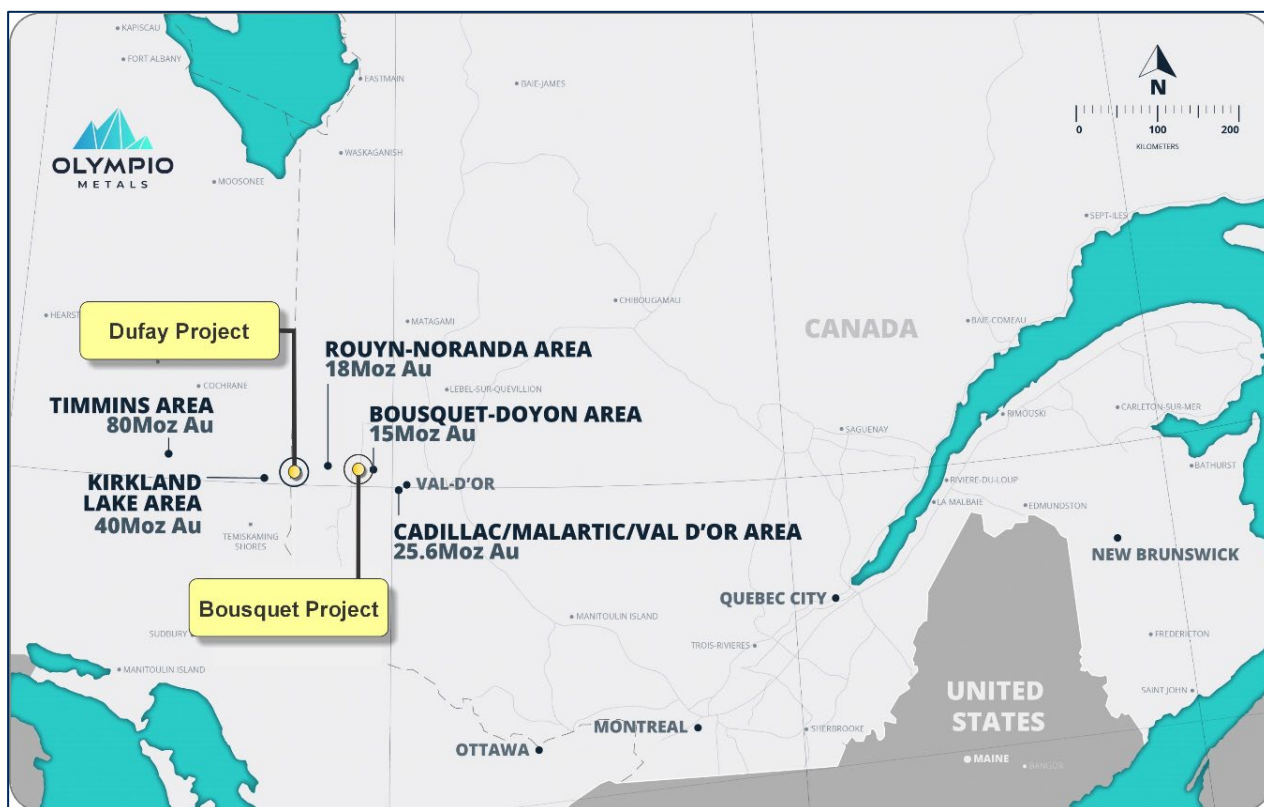 KAPISCAU
FORT ALBANY
EASTMAIN
BAIE-JAMES
N
0 100 200
KILOMETERS
OLYMPIO
METALS
WASKAGANISH
MOOSONEE
SEPT-ILES
HEARST
Dufay Project
MATAGAMI
CHIBOUGAMAU
CANADA
BAIE-COMEAU
ROUYN-NORANDA AREA
18Moz Au
COCHRANE
LEBEL-SUR-QUEVILLION
TIMMINS AREA
80Moz Au
BOUSQUET-DOYON AREA
15Moz Au
RIMOUSKI
CARLETON-SUR-MER
SAGUENAY
BATHURST
KIRKLAND
LAKE AREA
40Moz Au
VAL-D'OR
RIVIERE-DU-LOUP
LA MALBAIE
EDMUNDSTON
TEMISKAMING
SHORES
CADILLAC/MALARTIC/VAL D'OR AREA
25.6Moz Au
NEW BRUNSWICK
Bousquet Project
QUEBEC CITY
MANITOULIN ISLAND
SUDBURY
TROIS-RIVIERES
FREDERICTON
MANITOULIN ISLAND
UNITED
STATES
SAINT JOHN
MONTREAL
SHERBROOKE
OTTAWA
MAINE
BANGOR